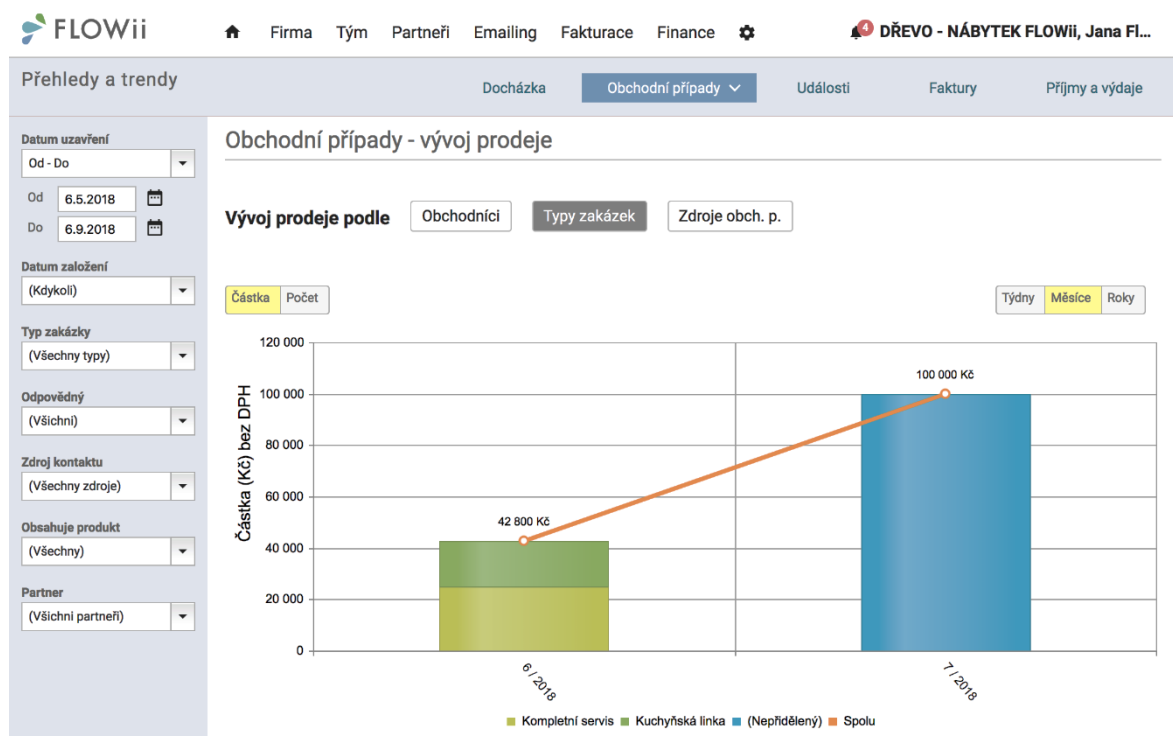 FLOWii
Firma Tým Partneři Emailing Fakturace Finance 4 DŘEVO - NÁBYTEK FLOWii, Jana Fl...
Přehledy a trendy
Docházka Obchodní případy Události Faktury Příjmy a výdaje
Datum uzavření
Od - Do
Od 6.5.2018
Do 6.9.2018
Datum založení
(Kdykoli)
Typ zakázky
(Všechny typy)
Odpovědný
(Všichni)
Zdroj kontaktu
(Všechny zdroje)
Obsahuje produkt
(Všechny)
Partner
(Všichni partneři)
Obchodní případy - vývoj prodeje
Vývoj prodeje podle Obchodníci Typy zakázek Zdroje obch. p.
Částka Počet Týdny Měsíce Roky
Částka (Kč) bez DPH
120 000
100 000
80 000
60 000
40 000
20 000
0
42 800 Kč
100 000 Kč
6 / 2018
7 / 2018
Kompletní servis Kuchyňská linka (Nepřidělený) Spolu